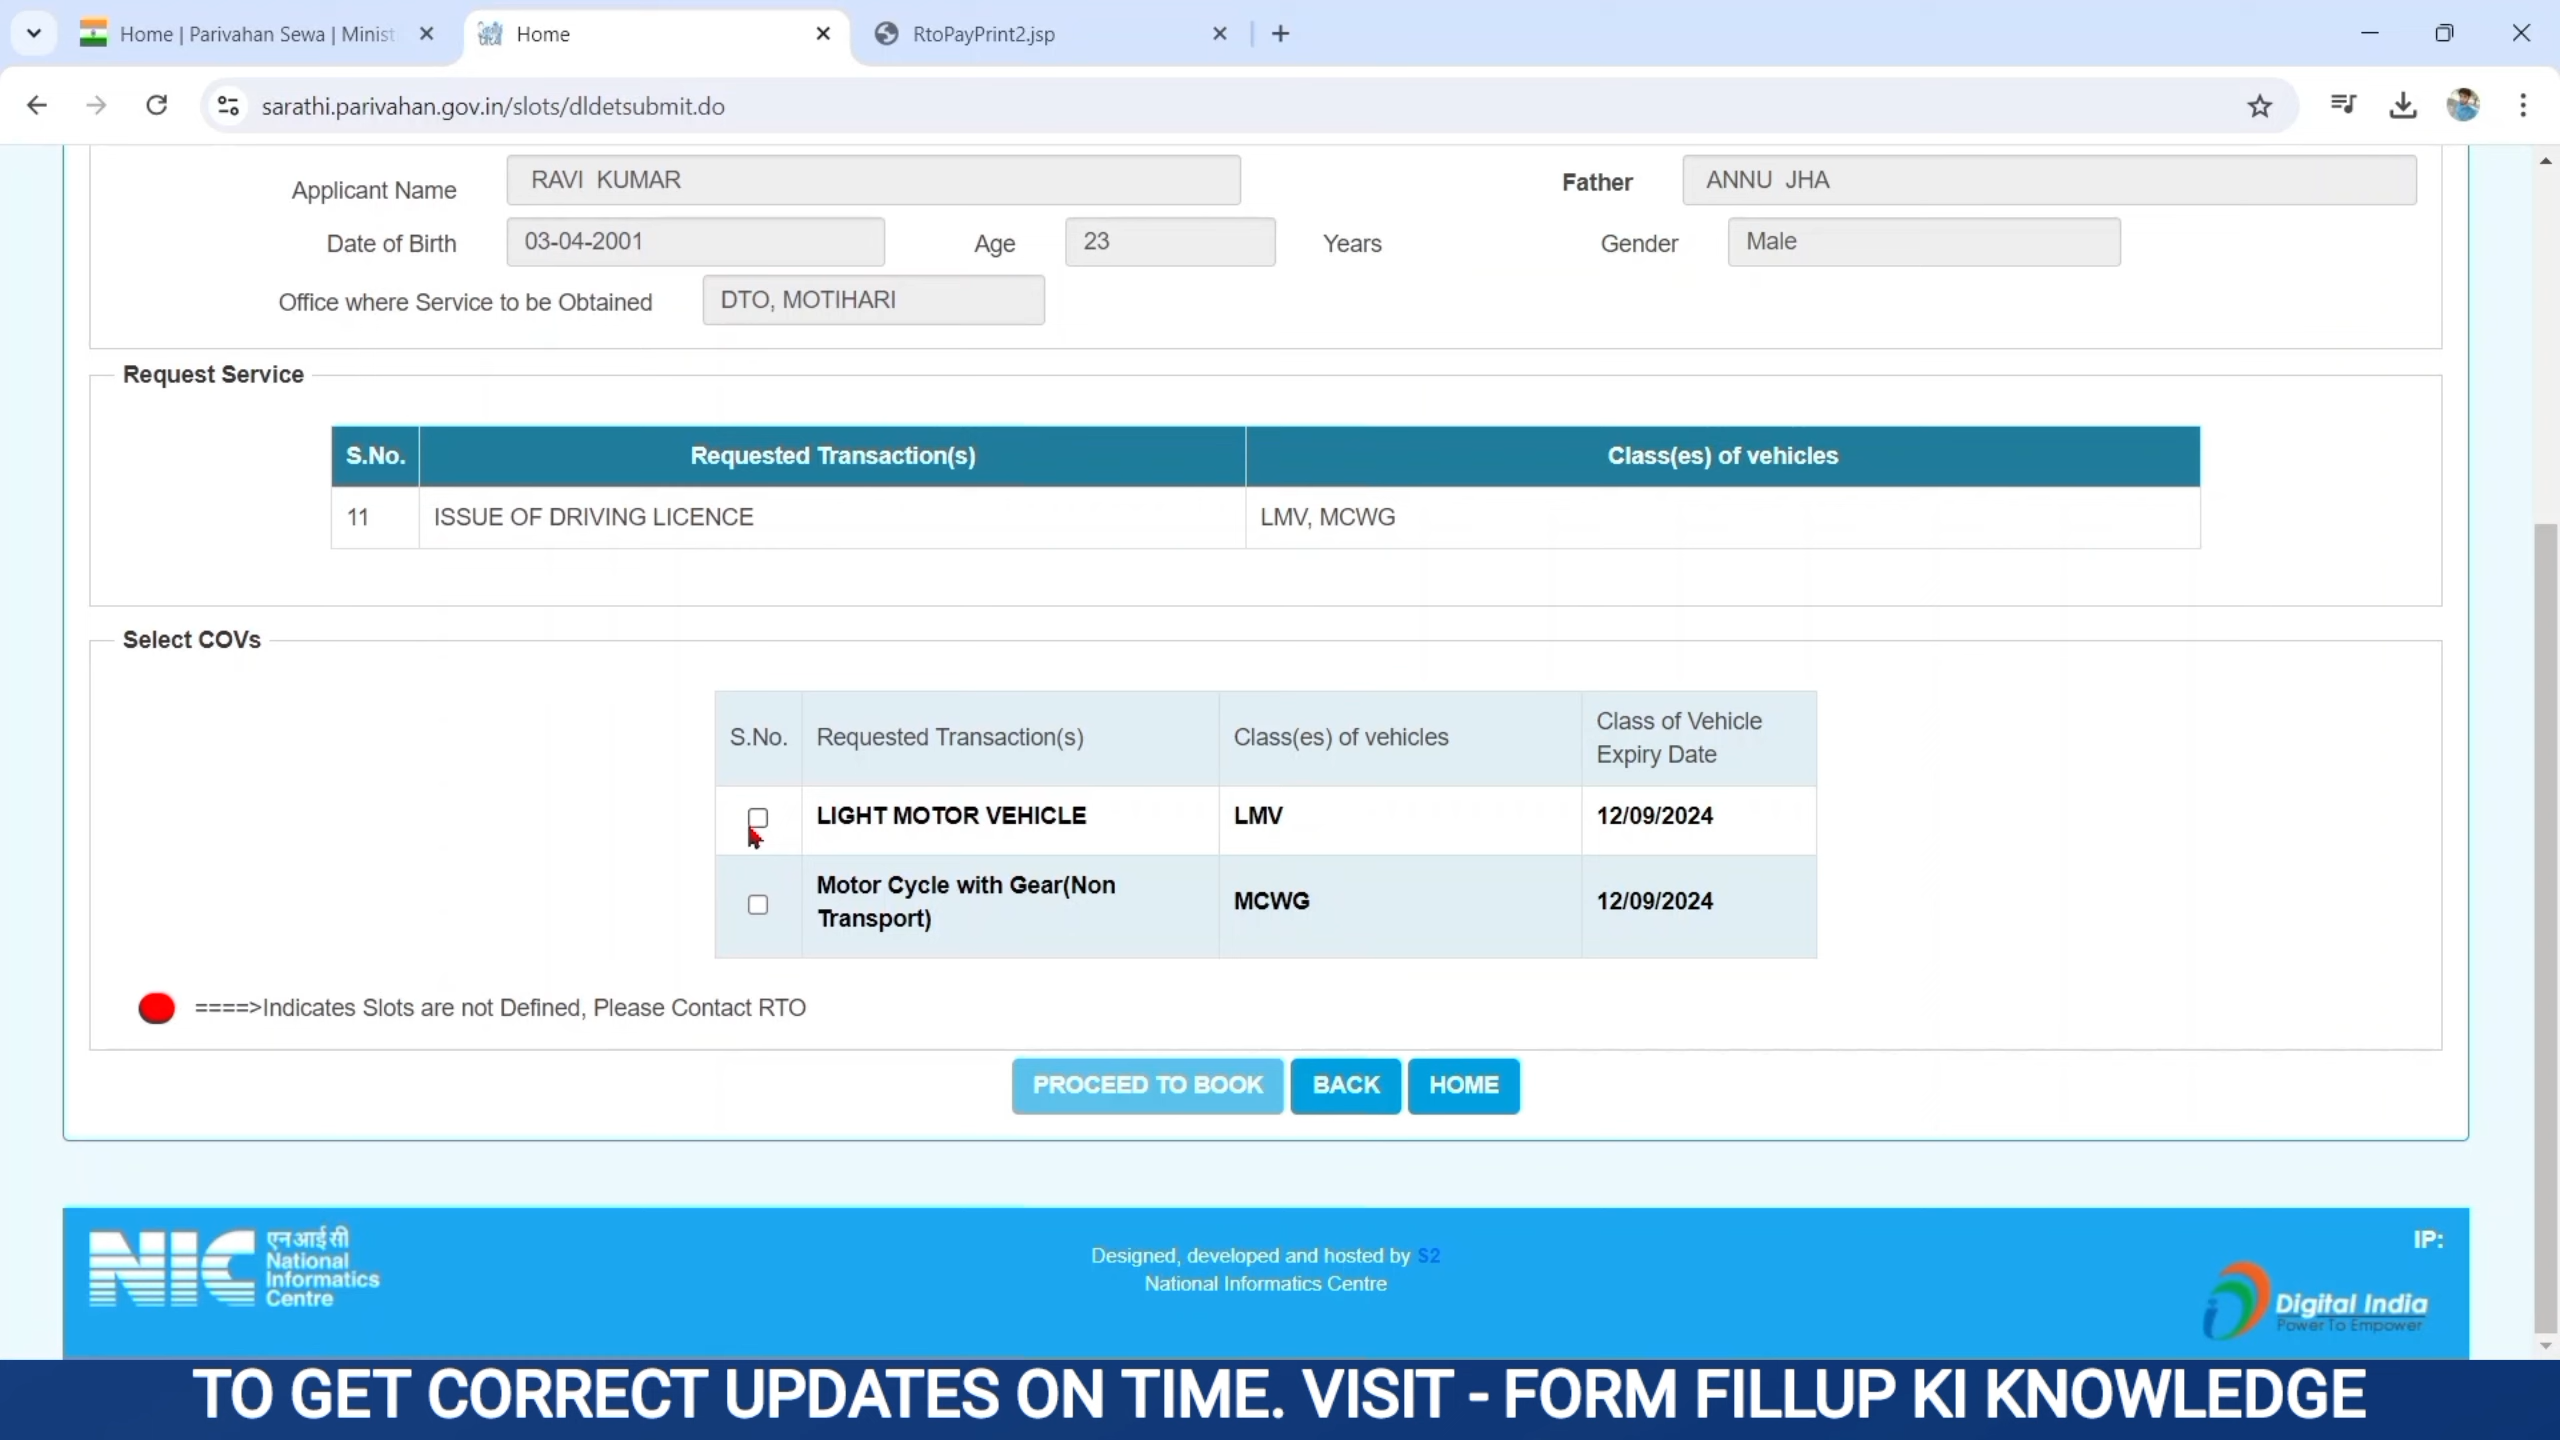 Home | Parivahan Sewa | Minist
Home
RtoPayPrint2.jsp
sarathi.parivahan.gov.in/slots/dldetsubmit.do
Applicant Name RAVI KUMAR Father ANNU JHA
Date of Birth 03-04-2001 Age 23 Years Gender Male
Office where Service to be Obtained DTO, MOTIHARI
Request Service
S.No. Requested Transaction(s) Class(es) of vehicles
11 ISSUE OF DRIVING LICENCE LMV, MCWG
Select COVs
S.No. Requested Transaction(s) Class(es) of vehicles Class of Vehicle
Expiry Date
LIGHT MOTOR VEHICLE LMV 12/09/2024
Motor Cycle with Gear(Non
Transport) MCWG 12/09/2024
====>Indicates Slots are not Defined, Please Contact RTO
PROCEED TO BOOK BACK HOME
NIC एनआईसी
National
Informatics
Centre
Designed, developed and hosted by S2
National Informatics Centre
IP:
Digital India
Power To Empower
TO GET CORRECT UPDATES ON TIME. VISIT - FORM FILLUP KI KNOWLEDGE